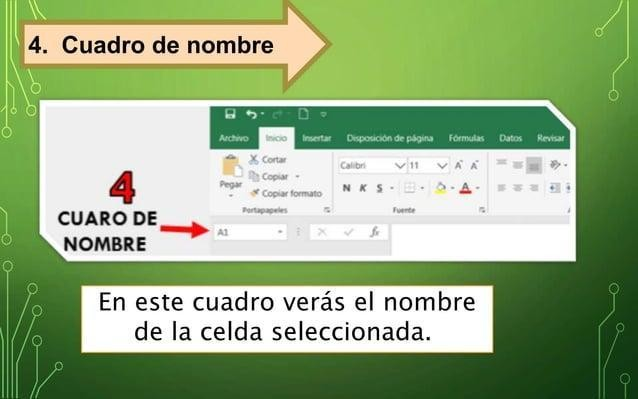 4. Cuadro de nombre
Archivo Inicio Insertar Disposición de página Fórmulas Datos Revisar
Pegar
Cortar
Copiar
Copiar formato
Portapapeles
Calibri 11 A A
N K S A
Fuente
4
CUARO DE
NOMBRE
A1 fx
En este cuadro verás el nombre
de la celda seleccionada.